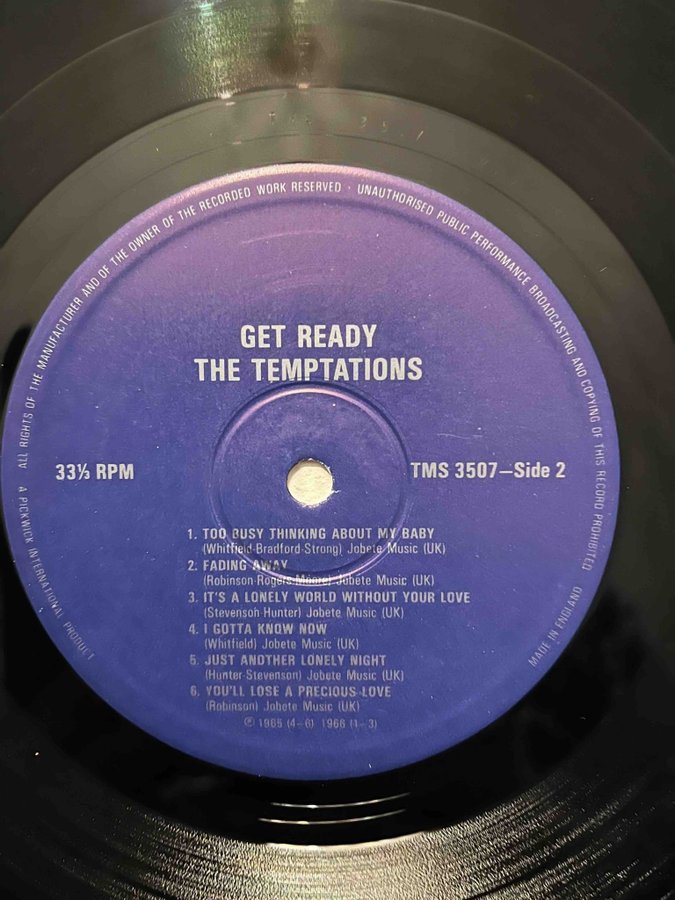 ALL RIGHTS OF THE MANUFACTURER AND OF THE OWNER OF THE RECORDED WORK RESERVED · UNAUTHORISED PUBLIC PERFORMANCE BROADCASTING AND COPYING OF THIS RECORD PROHIBITED
GET READY
THE TEMPTATIONS
33⅓ RPM
TMS 3507–Side 2
1. TOO BUSY THINKING ABOUT MY BABY
(Whitfield-Bradford-Strong) Jobete Music (UK)
2. FADING AWAY
(Robinson-Rogers-Moore) Jobete Music (UK)
3. IT'S A LONELY WORLD WITHOUT YOUR LOVE
(Stevenson-Hunter) Jobete Music (UK)
4. I GOTTA KNOW NOW
(Whitfield) Jobete Music (UK)
5. JUST ANOTHER LONELY NIGHT
(Hunter-Stevenson) Jobete Music (UK)
6. YOU'LL LOSE A PRECIOUS LOVE
(Robinson) Jobete Music (UK)
℗ 1965 (4-6) 1966 (1-3)
A PICKWICK INTERNATIONAL PRODUCT
MADE IN ENGLAND